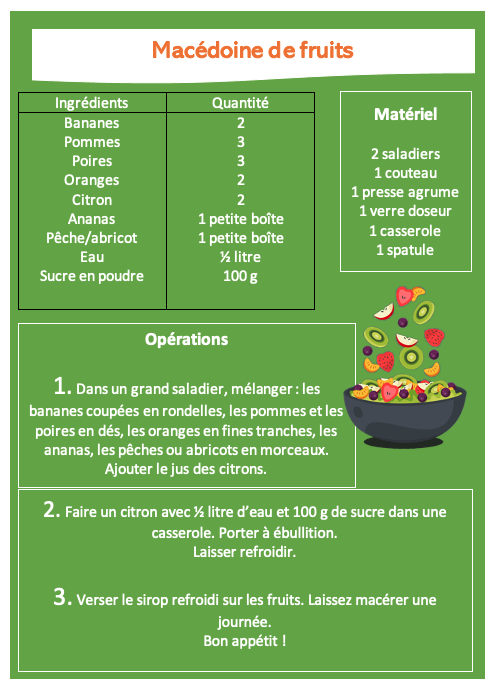 Macédoine de fruits
Ingrédients Quantité
Bananes 2
Pommes 3
Poires 3
Oranges 2
Citron 2
Ananas 1 petite boîte
Pêche/abricot 1 petite boîte
Eau ½ litre
Sucre en poudre 100 g
Matériel
2 saladiers
1 couteau
1 presse agrume
1 verre doseur
1 casserole
1 spatule
Opérations
1. Dans un grand saladier, mélanger : les
bananes coupées en rondelles, les pommes et les
poires en dés, les oranges en fines tranches, les
ananas, les pêches ou abricots en morceaux.
Ajouter le jus des citrons.
2. Faire un citron avec ½ litre d’eau et 100 g de sucre dans une
casserole. Porter à ébullition.
Laisser refroidir.
3. Verser le sirop refroidi sur les fruits. Laissez macérer une
journée.
Bon appétit !